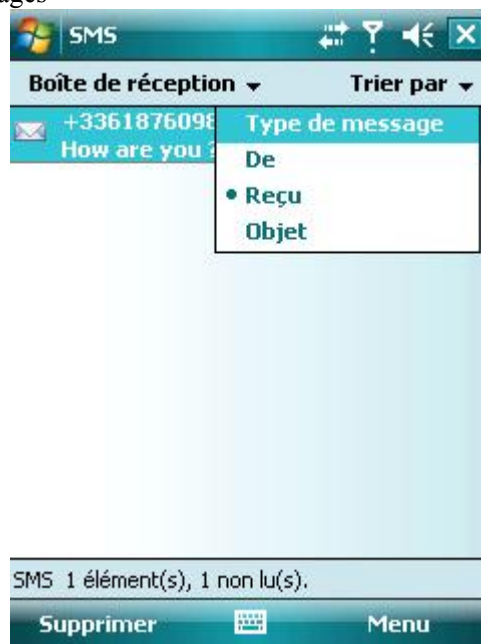 ages
SMS
Boîte de réception Trier par
+3361876098
How are you ?
Type de message
De
• Reçu
Objet
SMS 1 élément(s), 1 non lu(s).
Supprimer Menu